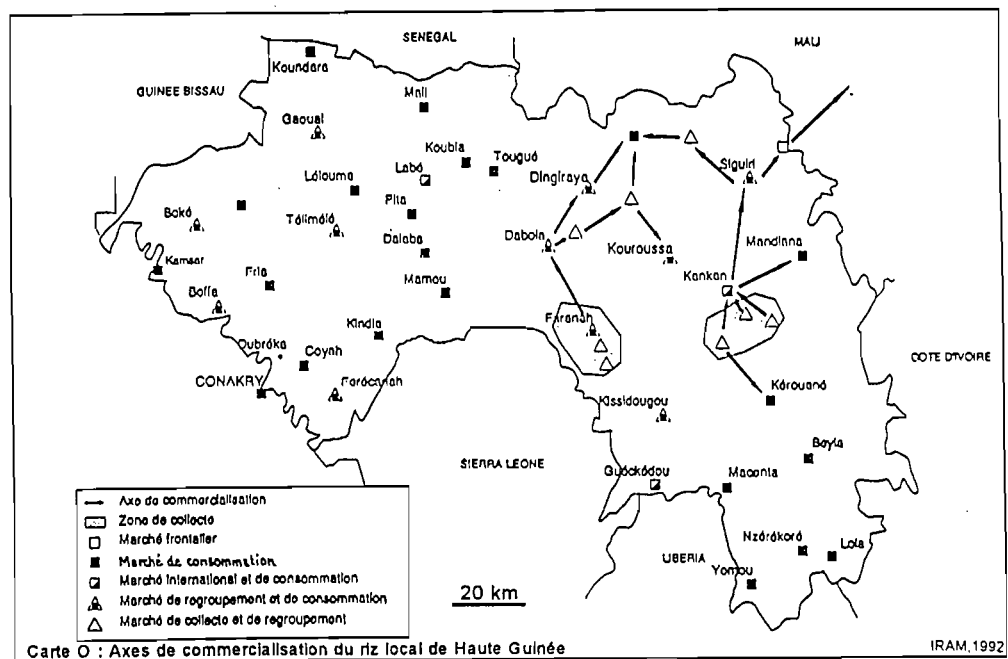 SENEGAL
MALI
Koundara
GUINEE BISSAU
Mali
Gaoual
Koubia
Tougué
Siguiri
Labé
Lélouma
Dingiraye
Pita
Boké
Télimélé
Dabola
Dalaba
Kouroussa
Mandiana
Kamsar
Fria
Mamou
Kankan
Boffa
Faranah
Kindia
Dubréka
Coyah
COTE D'IVOIRE
CONAKRY
Forécariah
Kérouané
Kissidougou
Beyla
SIERRA LEONE
Guéckédou
Macenta
Axe de commercialisation
Zone de collecte
Marché frontalier
Marché de consommation
Marché international et de consommation
Marché de regroupement et de consommation
Marché de collecte et de regroupement
Nzérékoré
Lola
LIBERIA
Yomou
20 km
Carte O : Axes de commercialisation du riz local de Haute Guinée
IRAM, 1992